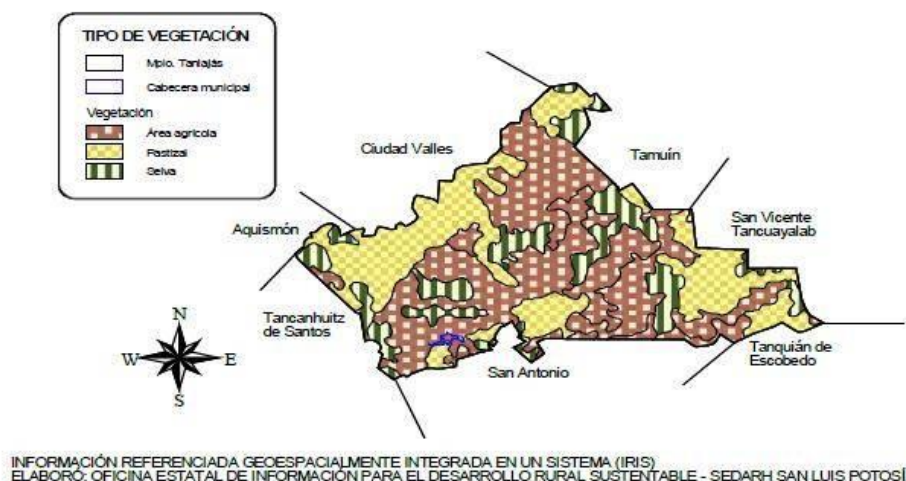 TIPO DE VEGETACIÓN
Mpio. Tanlajás
Cabecera municipal
Vegetación
Área agrícola
Pastizal
Selva
Ciudad Valles
Tamuín
San Vicente
Tancuayalab
Aquismón
Tancanhuitz
de Santos
San Antonio
Tanquián de
Escobedo
N
W
E
S
INFORMACIÓN REFERENCIADA GEOESPACIALMENTE INTEGRADA EN UN SISTEMA (IRIS)
ELABORÓ: OFICINA ESTATAL DE INFORMACIÓN PARA EL DESARROLLO RURAL SUSTENTABLE - SEDARH SAN LUIS POTOSÍ